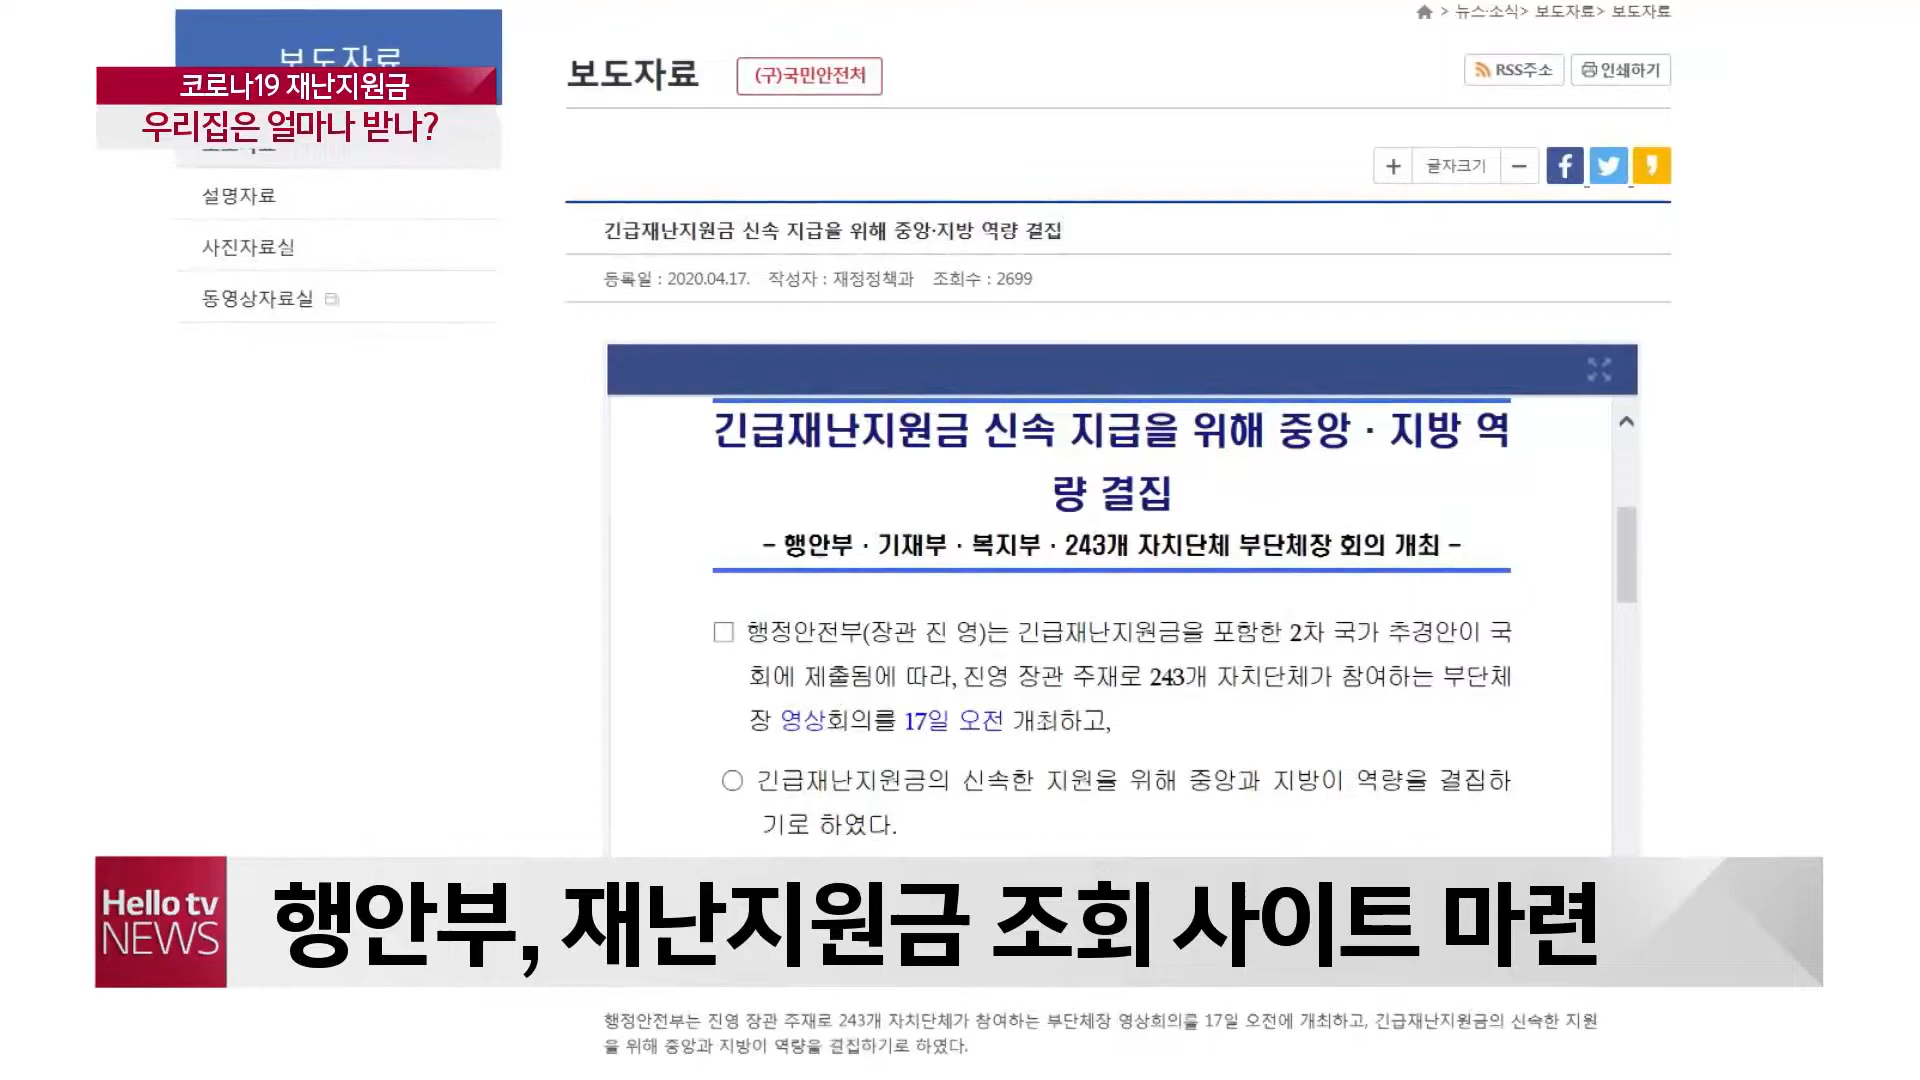 > 뉴스·소식> 보도자료> 보도자료
보도자료
코로나19 재난지원금
우리집은 얼마나 받나?
설명자료
사진자료실
동영상자료실
보도자료
(구)국민안전처
RSS주소
인쇄하기
+ 글자크기 −
긴급재난지원금 신속 지급을 위해 중앙·지방 역량 결집
등록일 : 2020.04.17. 작성자 : 재정정책과 조회수 : 2699
긴급재난지원금 신속 지급을 위해 중앙 · 지방 역
량 결집
- 행안부 · 기재부 · 복지부 · 243개 자치단체 부단체장 회의 개최 -
□ 행정안전부(장관 진 영)는 긴급재난지원금을 포함한 2차 국가 추경안이 국
회에 제출됨에 따라, 진영 장관 주재로 243개 자치단체가 참여하는 부단체
장 영상회의를 17일 오전 개최하고,
○ 긴급재난지원금의 신속한 지원을 위해 중앙과 지방이 역량을 결집하
기로 하였다.
Hello tv
NEWS
행안부, 재난지원금 조회 사이트 마련
행정안전부는 진영 장관 주재로 243개 자치단체가 참여하는 부단체장 영상회의를 17일 오전에 개최하고, 긴급재난지원금의 신속한 지원
을 위해 중앙과 지방이 역량을 결집하기로 하였다.